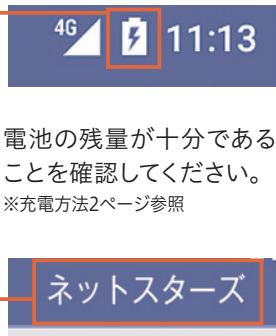 4G 11:13
電池の残量が十分である
ことを確認してください。
※充電方法2ページ参照
ネットスターズ